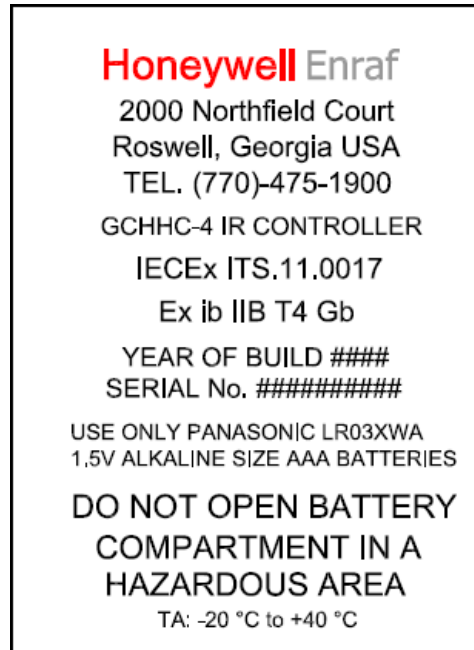 Honeywell Enraf
2000 Northfield Court
Roswell, Georgia USA
TEL. (770)-475-1900
GCHHC-4 IR CONTROLLER
IECEx ITS.11.0017
Ex ib IIB T4 Gb
YEAR OF BUILD ####
SERIAL No. ##########
USE ONLY PANASONIC LR03XWA
1.5V ALKALINE SIZE AAA BATTERIES
DO NOT OPEN BATTERY
COMPARTMENT IN A
HAZARDOUS AREA
TA: -20 °C to +40 °C